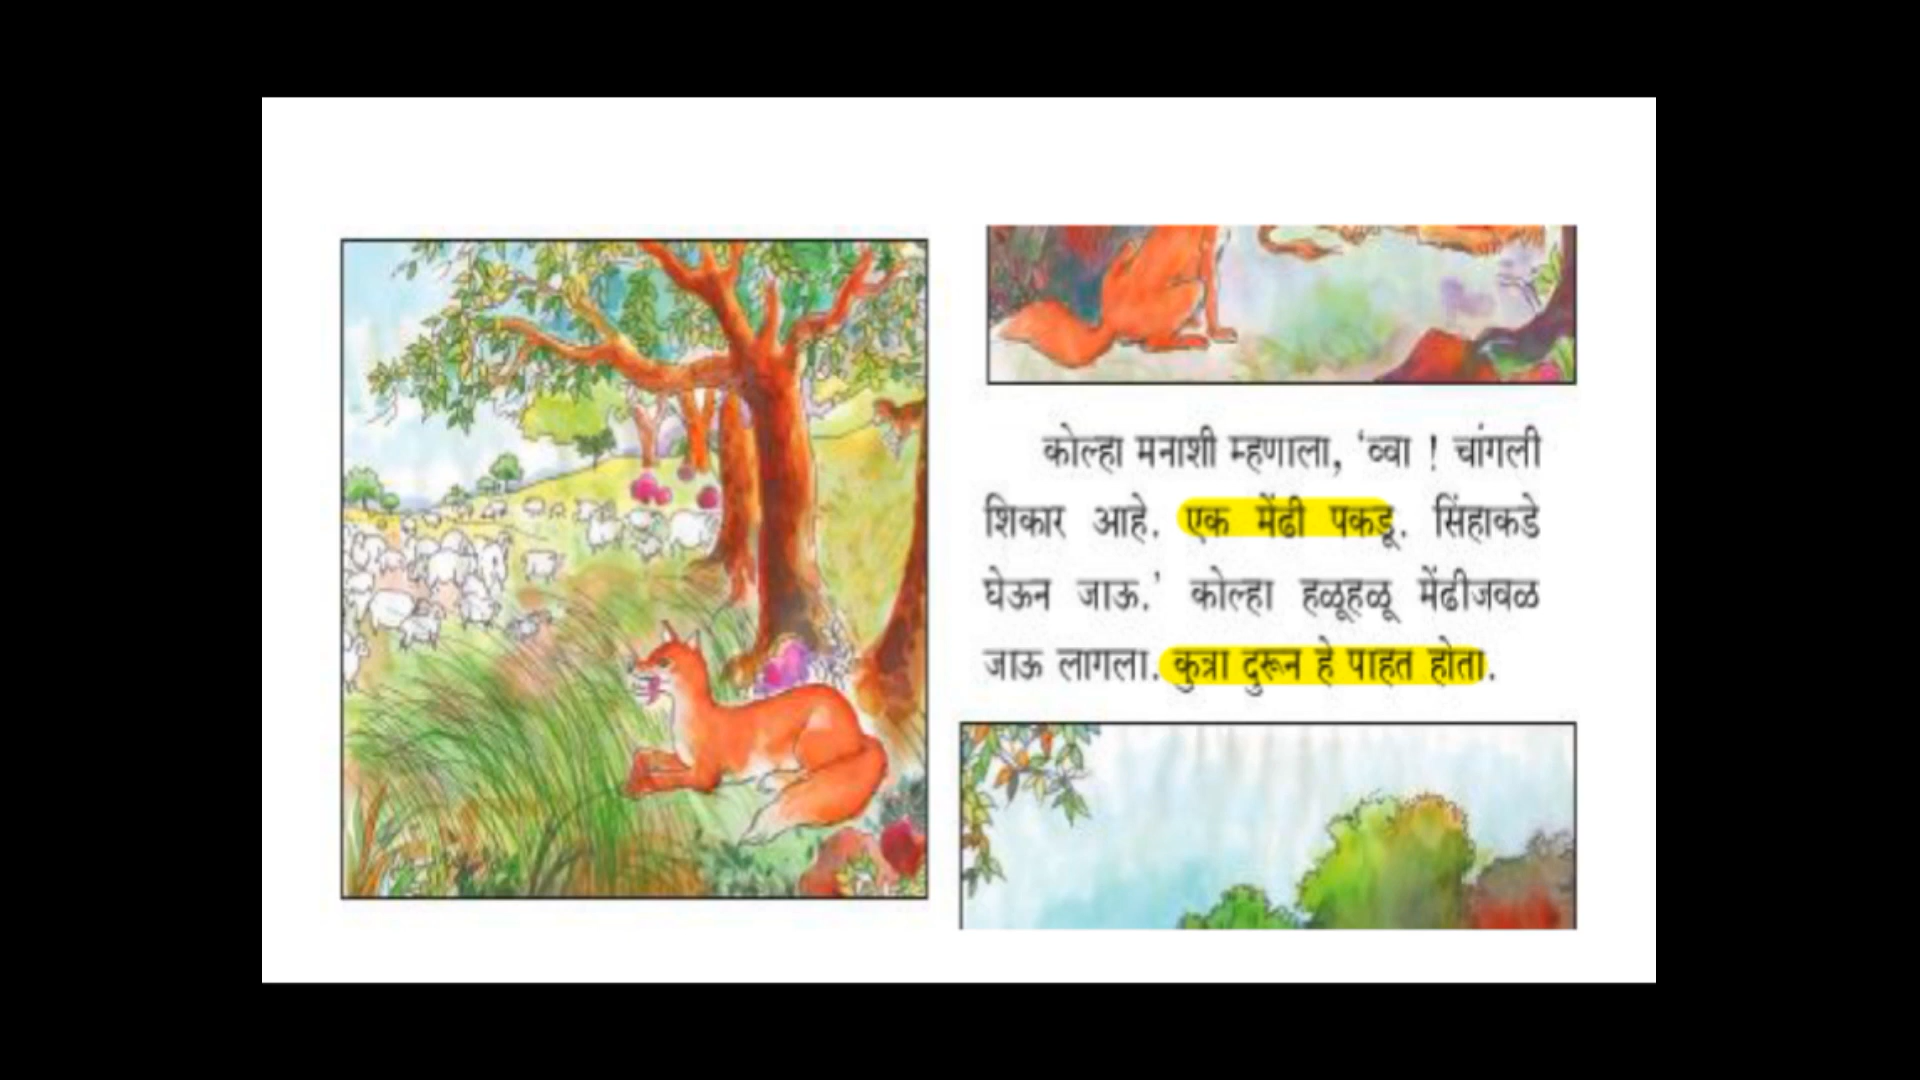 कोल्हा मनाशी म्हणाला, ‘व्वा ! चांगली
शिकार आहे. एक मेंढी पकडू. सिंहाकडे
घेऊन जाऊ.’ कोल्हा हळूहळू मेंढीजवळ
जाऊ लागला. कुत्रा दुरून हे पाहत होता.